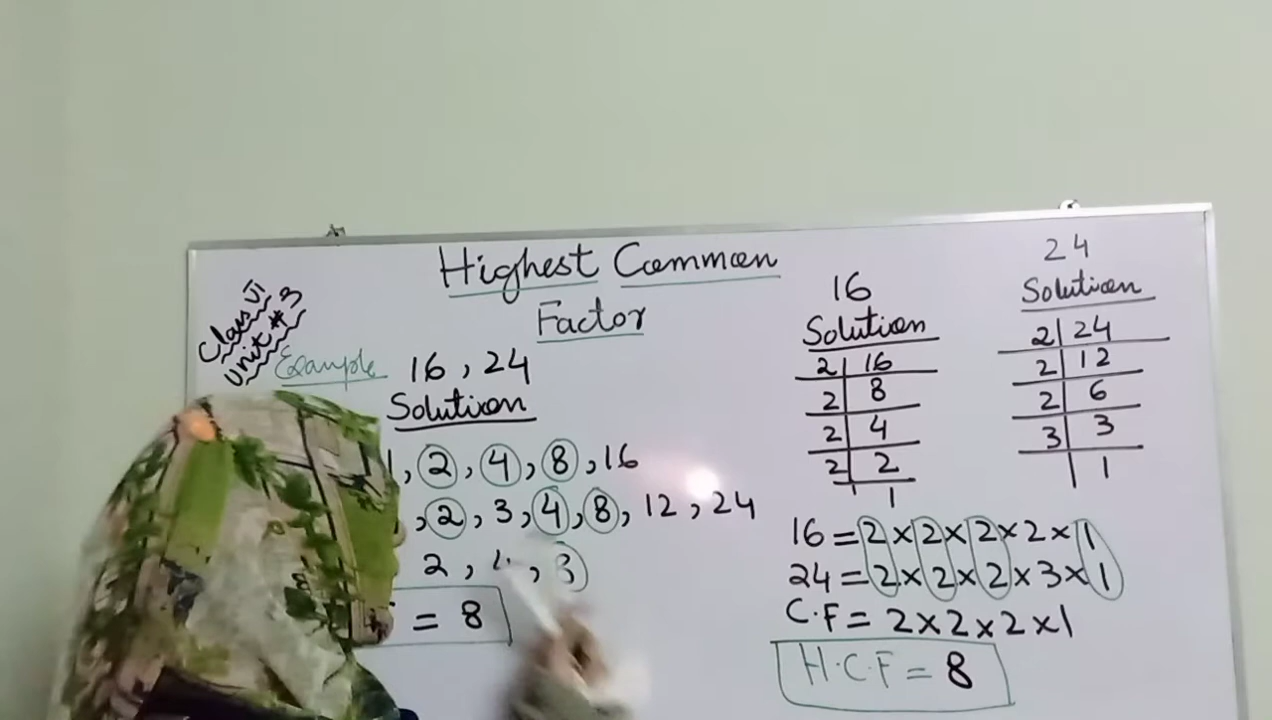 Highest Common
Factor
Class VI
Unit # 3
Example 16, 24
Solution
1, 2, 4, 8, 16
, 2, 3, 4, 8, 12, 24
2, 4,
= 8
16
Solution
2 | 16
2 | 8
2 | 4
2 | 2
1
24
Solution
2 | 24
2 | 12
2 | 6
3 | 3
1
16 = 2 × 2 × 2 × 2 × 1
24 = 2 × 2 × 2 × 3 × 1
C.F = 2 × 2 × 2 × 1
H.C.F = 8